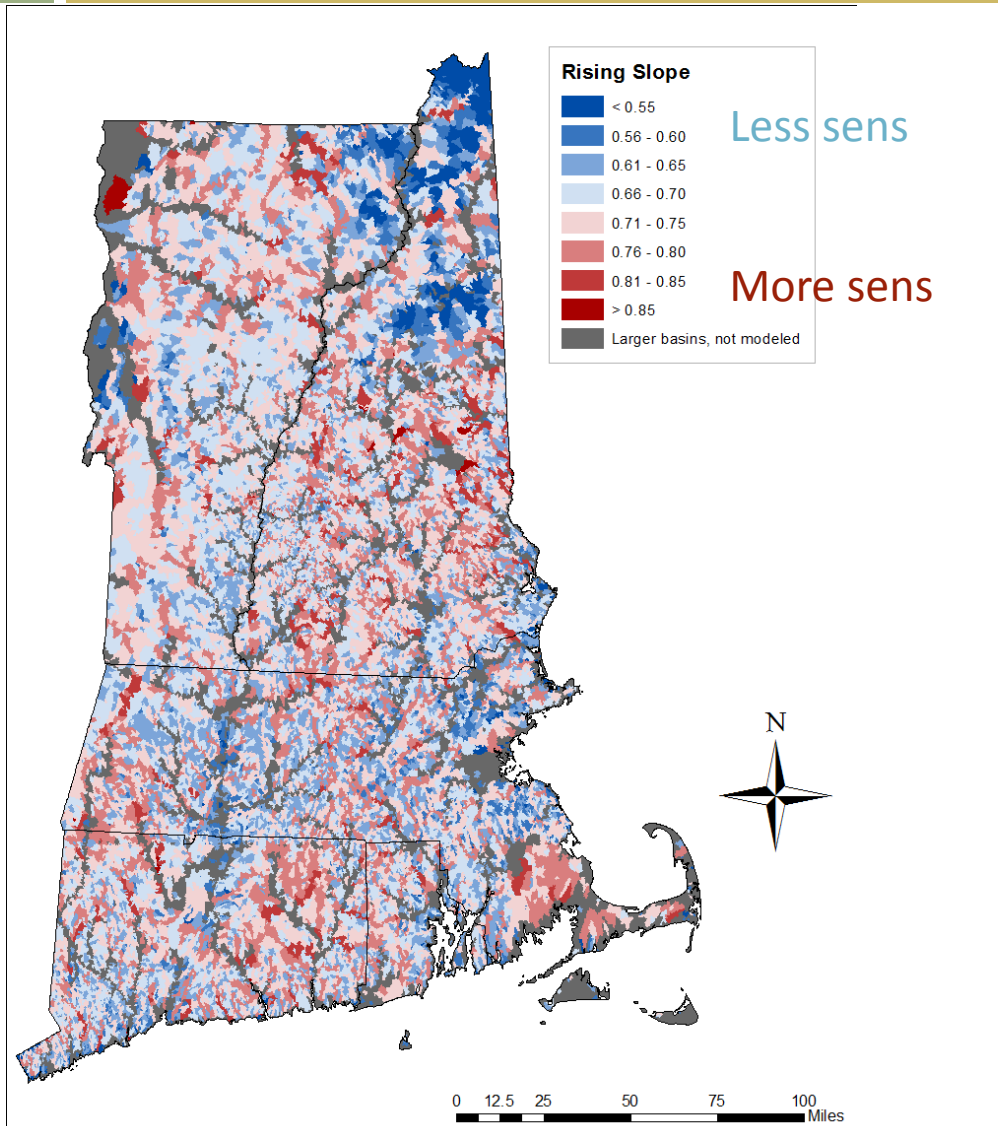 Rising Slope
< 0.55
0.56 - 0.60
0.61 - 0.65
0.66 - 0.70
0.71 - 0.75
0.76 - 0.80
0.81 - 0.85
> 0.85
Larger basins, not modeled
Less sens
More sens
N
0 12.5 25 50 75 100
Miles